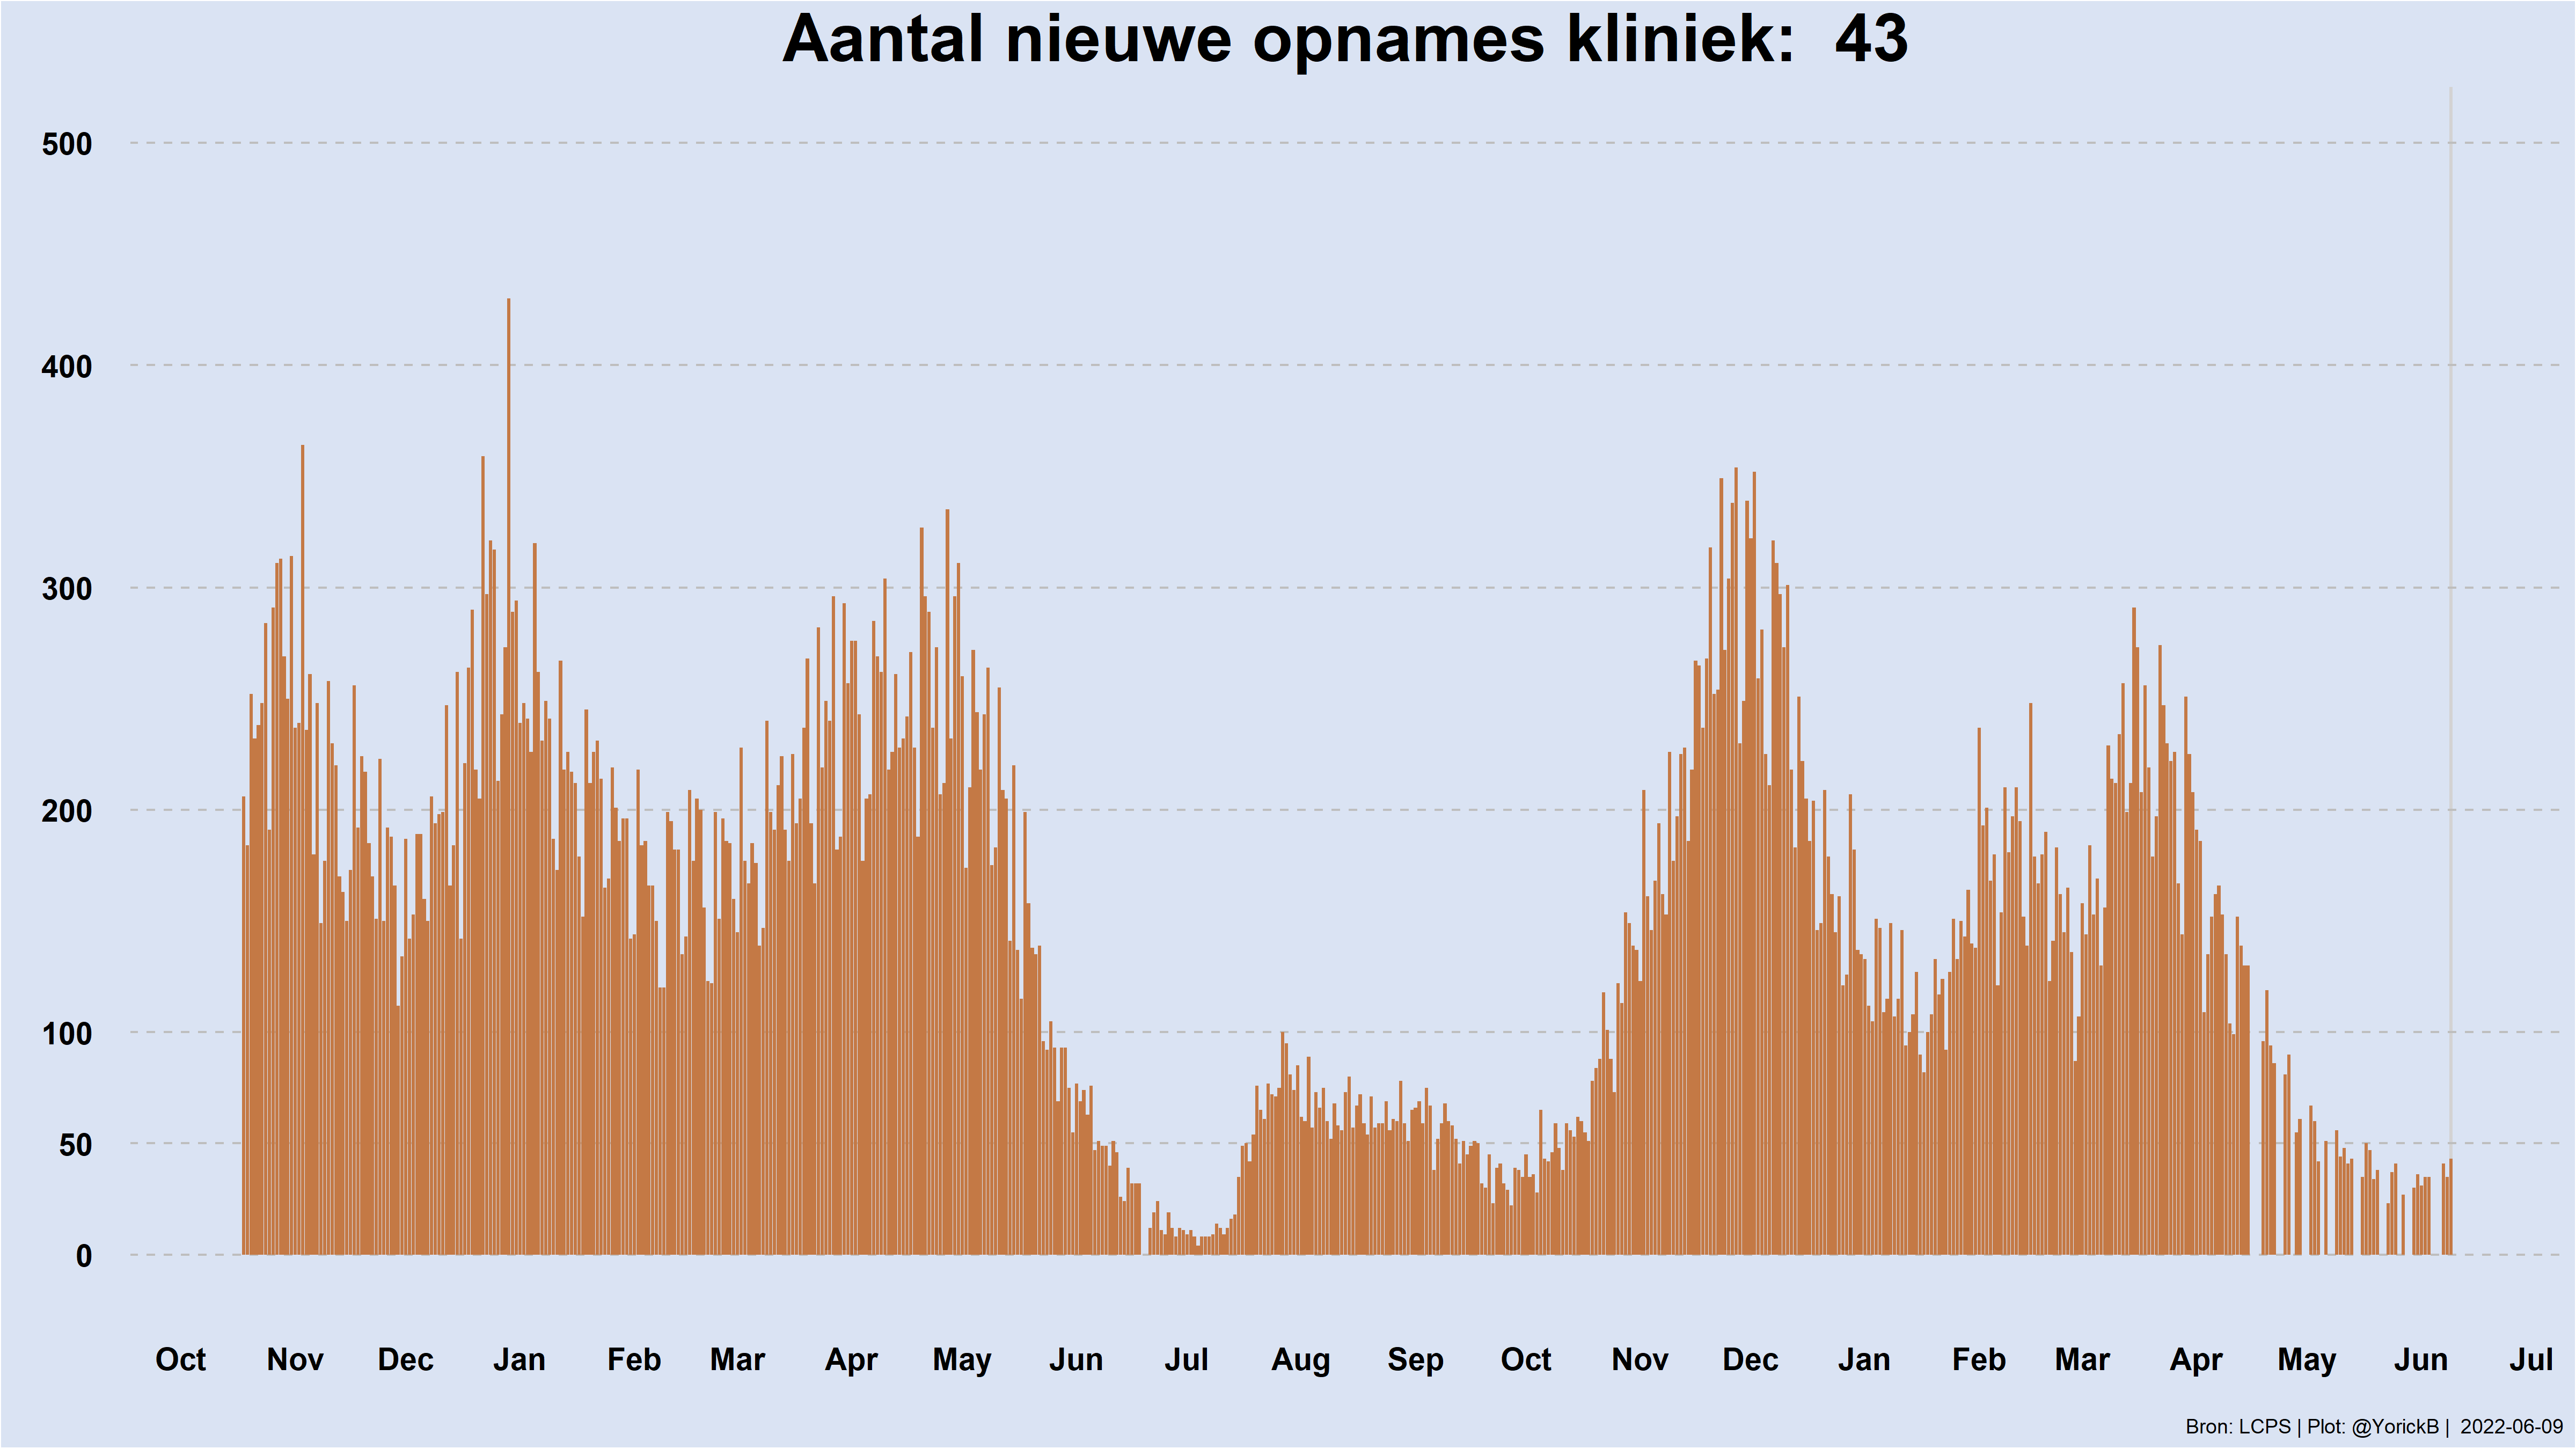 Aantal nieuwe opnames kliniek:  43
500
400
300
200
100
50
0
Oct Nov Dec Jan Feb Mar Apr May Jun Jul Aug Sep Oct Nov Dec Jan Feb Mar Apr May Jun Jul
Bron: LCPS | Plot: @YorickB |  2022-06-09